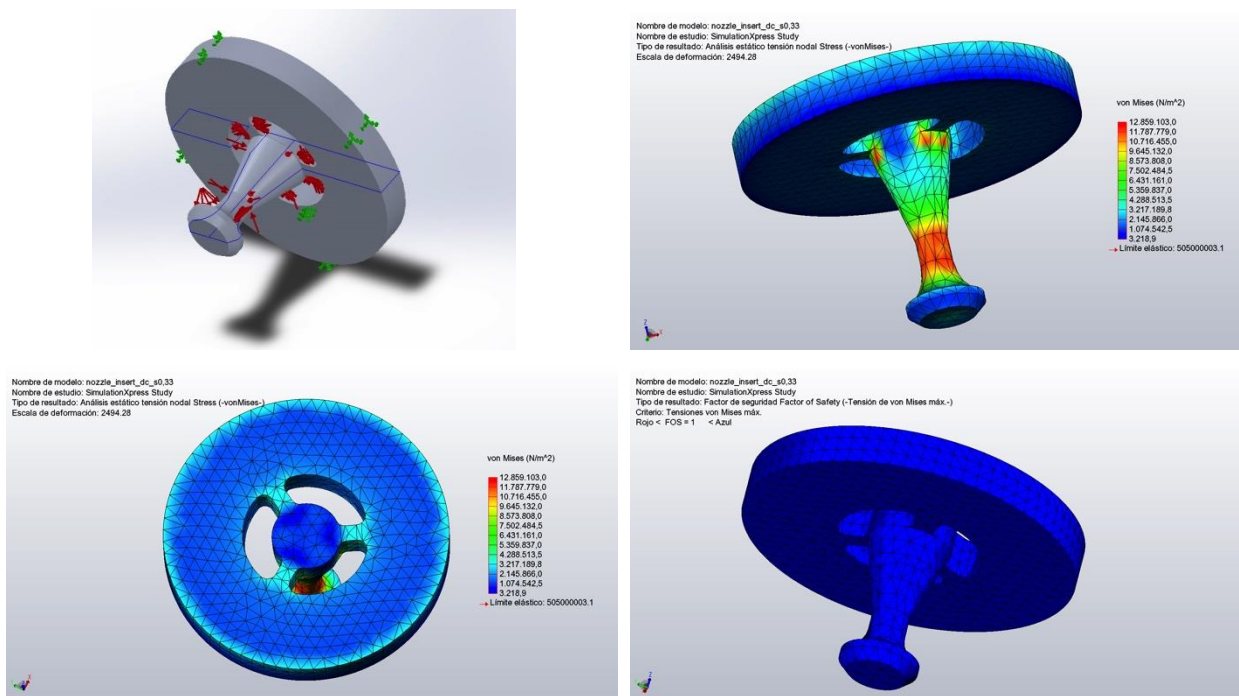 Nombre de modelo: nozzle_insert_dc_s0,33
Nombre de estudio: SimulationXpress Study
Tipo de resultado: Análisis estático tensión nodal Stress (-vonMises-)
Escala de deformación: 2494.28
von Mises (N/m^2)
12.859.103,0
11.787.779,0
10.716.455,0
9.645.132,0
8.573.808,0
7.502.484,5
6.431.161,0
5.359.837,0
4.288.513,5
3.217.189,8
2.145.866,0
1.074.542,5
3.218,9
Límite elástico: 505000003.1
Nombre de modelo: nozzle_insert_dc_s0,33
Nombre de estudio: SimulationXpress Study
Tipo de resultado: Análisis estático tensión nodal Stress (-vonMises-)
Escala de deformación: 2494.28
von Mises (N/m^2)
12.859.103,0
11.787.779,0
10.716.455,0
9.645.132,0
8.573.808,0
7.502.484,5
6.431.161,0
5.359.837,0
4.288.513,5
3.217.189,8
2.145.866,0
1.074.542,5
3.218,9
Límite elástico: 505000003.1
Nombre de modelo: nozzle_insert_dc_s0,33
Nombre de estudio: SimulationXpress Study
Tipo de resultado: Factor de seguridad Factor of Safety (-Tensión de von Mises máx.-)
Criterio: Tensiones von Mises máx.
Rojo < FOS = 1 < Azul